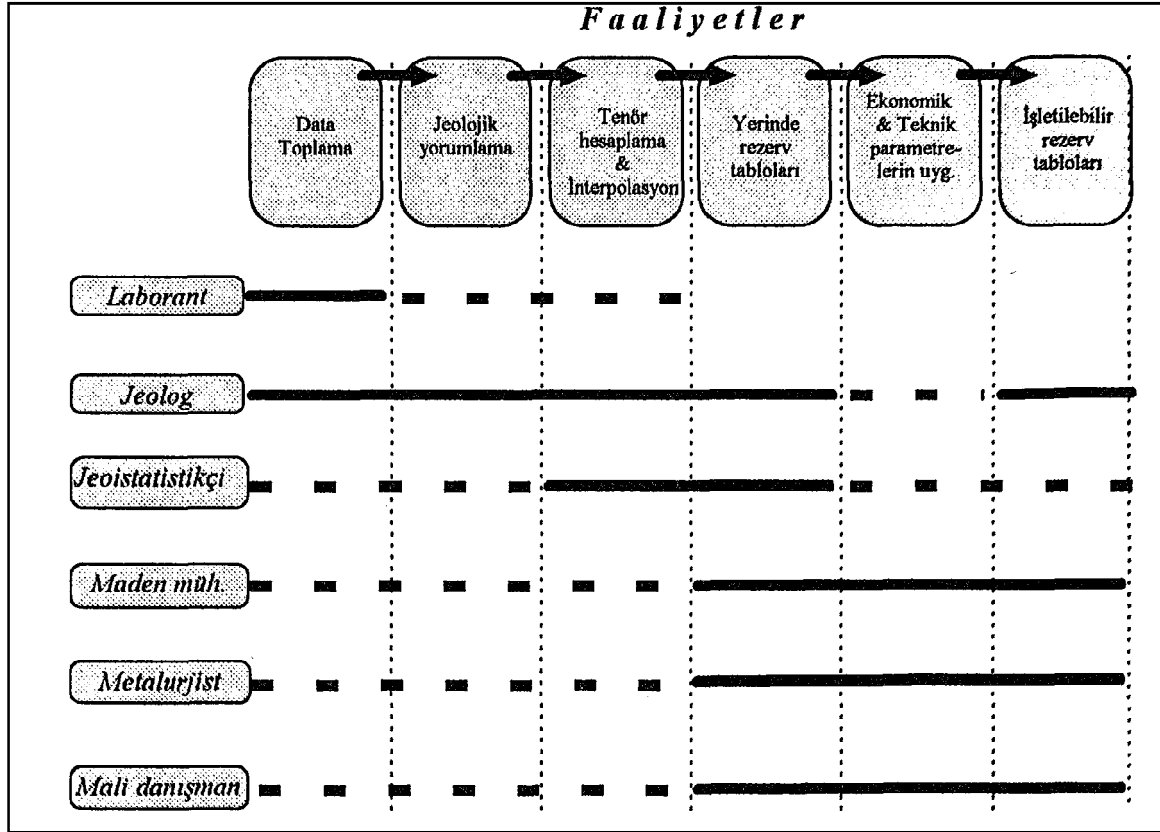 Faaliyetler
Data
Toplama
Jeolojik
yorumlama
Tenör
hesaplama
&
İnterpolasyon
Yerinde
rezerv
tabloları
Ekonomik
& Teknik
parametre-
lerin uyg.
İşletilebilir
rezerv
tabloları
Laborant
Jeolog
Jeoistatistikçi
Maden müh.
Metalurjist
Mali danışman